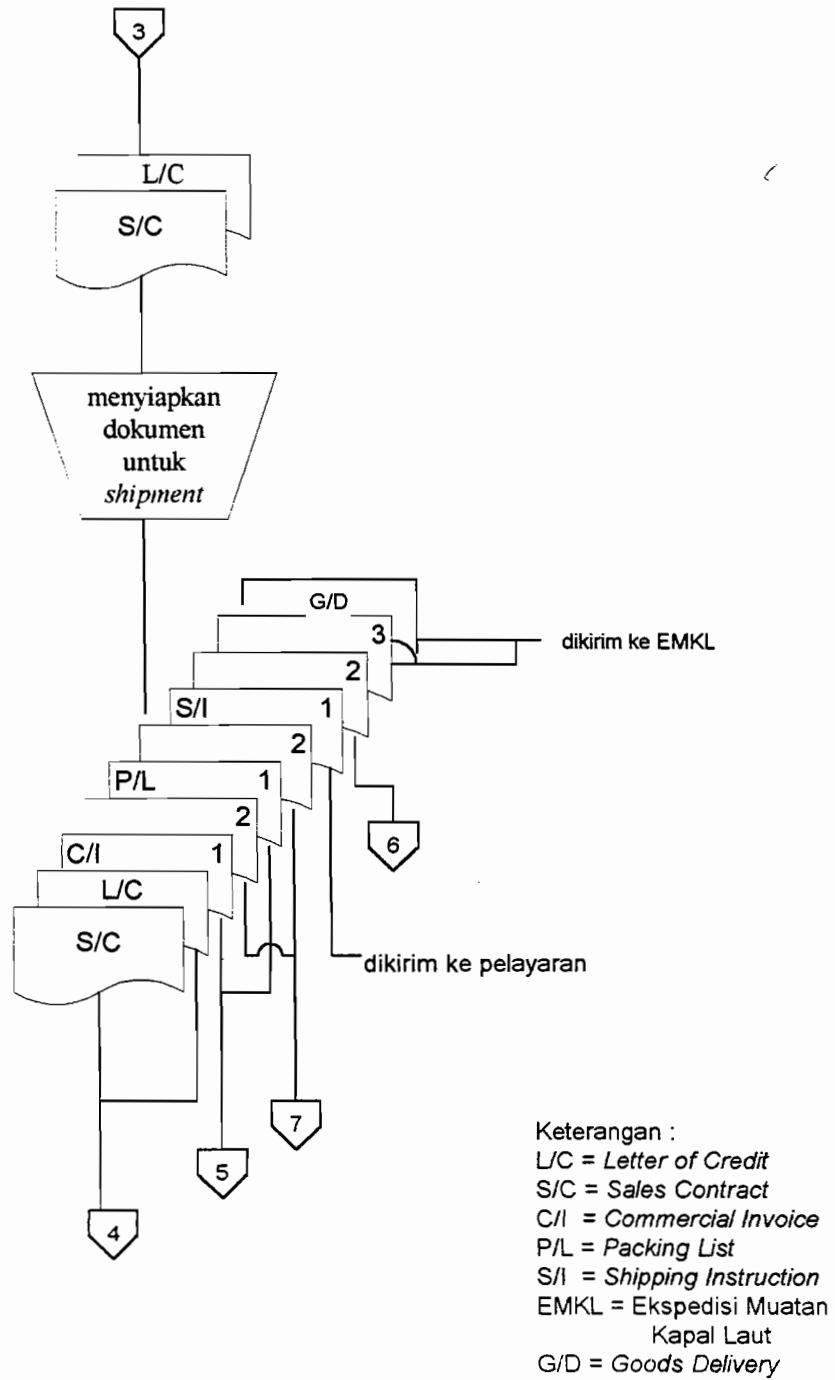 3
L/C
S/C
menyiapkan
dokumen
untuk
shipment
G/D
3
dikirim ke EMKL
2
S/I 1
2
P/L 1
2
6
C/I 1
L/C
S/C
dikirim ke pelayaran
7
5
4
Keterangan :
L/C = Letter of Credit
S/C = Sales Contract
C/I = Commercial Invoice
P/L = Packing List
S/I = Shipping Instruction
EMKL = Ekspedisi Muatan
Kapal Laut
G/D = Goods Delivery